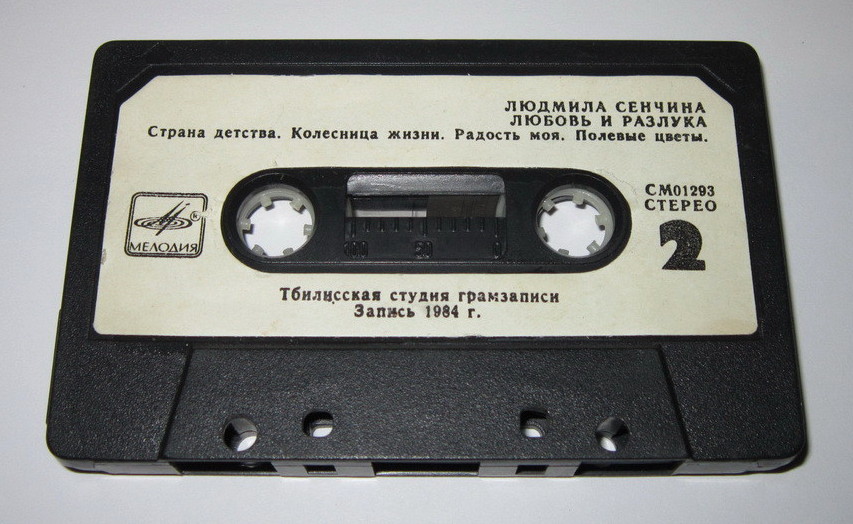 ЛЮДМИЛА СЕНЧИНА
ЛЮБОВЬ И РАЗЛУКА
Страна детства. Колесница жизни. Радость моя. Полевые цветы.
СМ01293
СТЕРЕО
2
МЕЛОДИЯ
Тбилисская студия грамзаписи
Запись 1984 г.